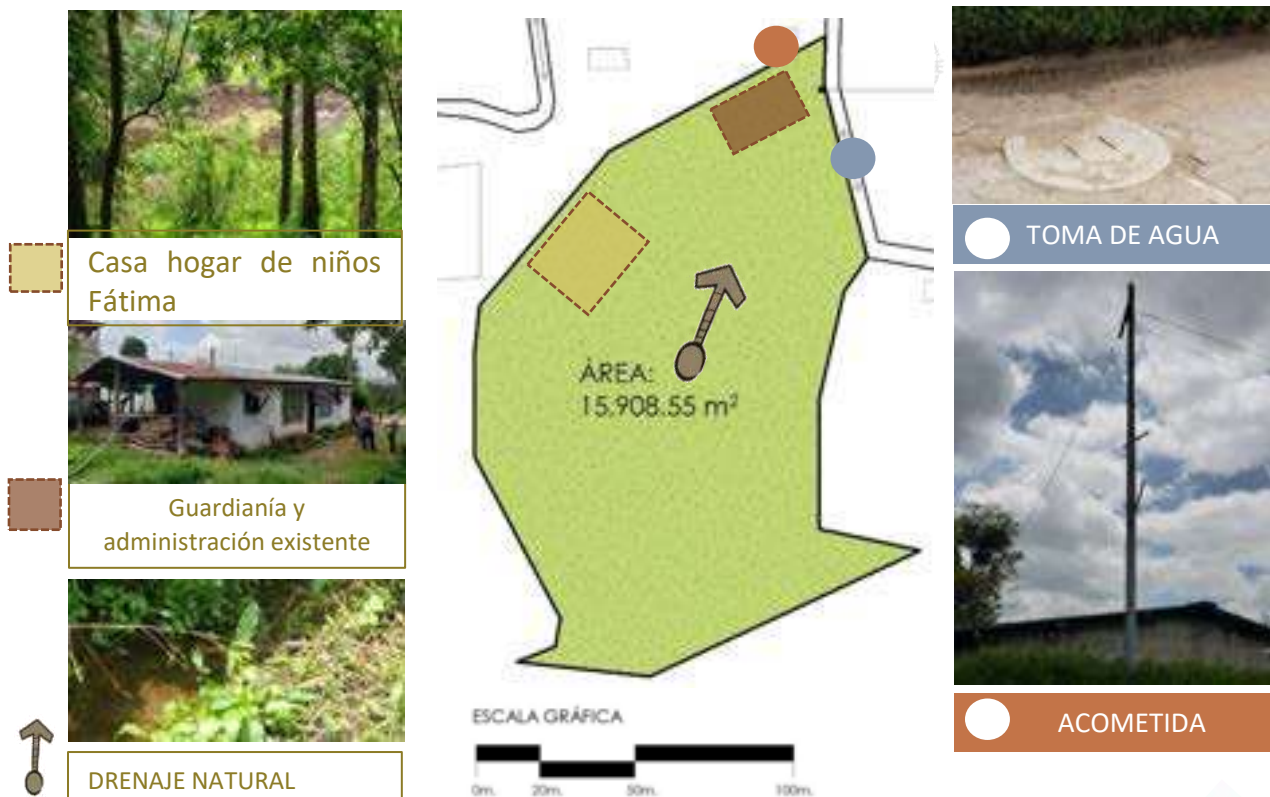 Casa hogar de niños
Fátima
Guardianía y
administración existente
DRENAJE NATURAL
ÁREA:
15.908.55 m²
ESCALA GRÁFICA
0m. 20m. 50m. 100m.
TOMA DE AGUA
ACOMETIDA